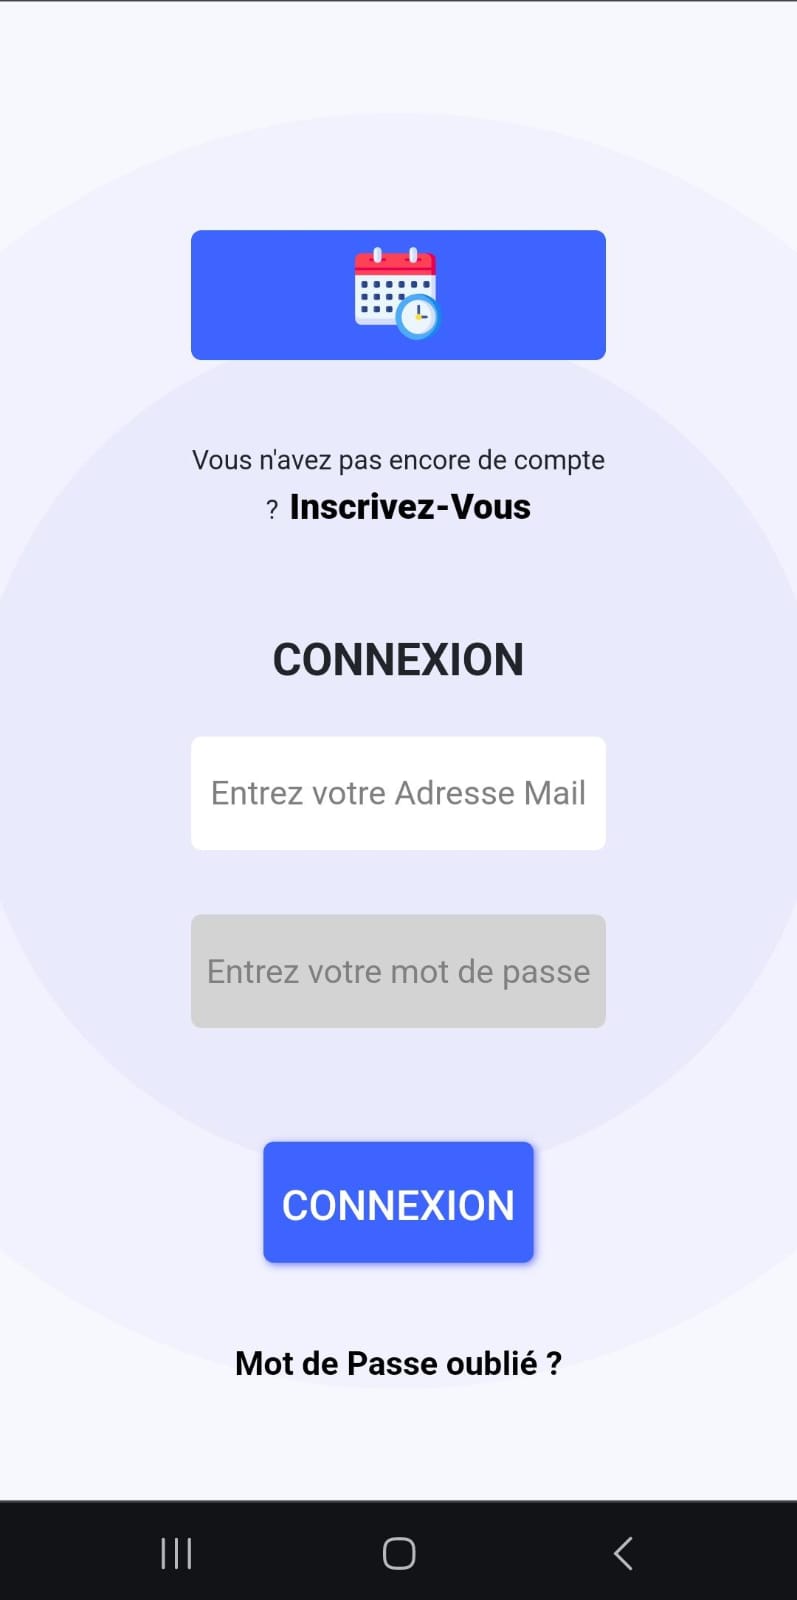 Vous n'avez pas encore de compte
? Inscrivez-Vous
CONNEXION
Entrez votre Adresse Mail
Entrez votre mot de passe
CONNEXION
Mot de Passe oublié ?